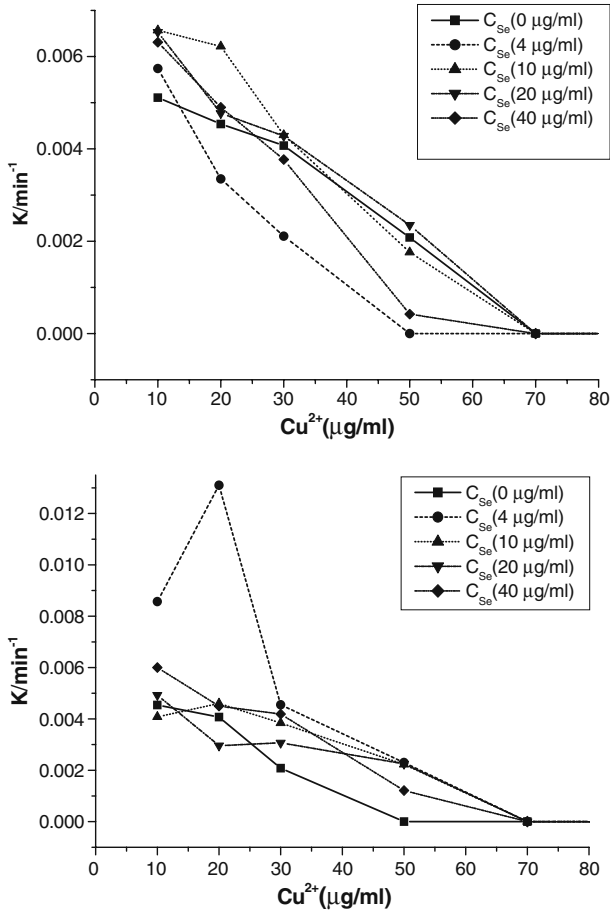 0.006
0.004
0.002
0.000
K/min⁻¹
0 10 20 30 40 50 60 70 80
Cu²⁺(μg/ml)
C_Se(0 μg/ml)
C_Se(4 μg/ml)
C_Se(10 μg/ml)
C_Se(20 μg/ml)
C_Se(40 μg/ml)
0.012
0.010
0.008
0.006
0.004
0.002
0.000
K/min⁻¹
0 10 20 30 40 50 60 70 80
Cu²⁺(μg/ml)
C_Se(0 μg/ml)
C_Se(4 μg/ml)
C_Se(10 μg/ml)
C_Se(20 μg/ml)
C_Se(40 μg/ml)